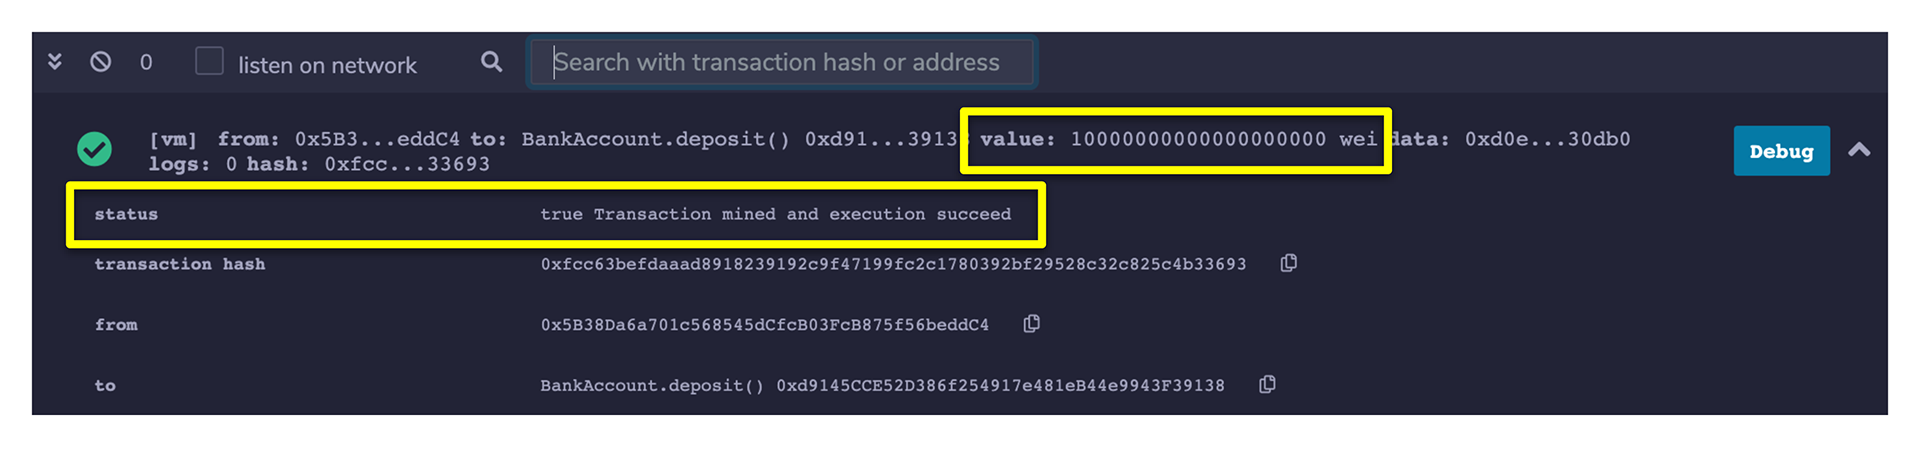 0 listen on network Search with transaction hash or address
[vm] from: 0x5B3...eddC4 to: BankAccount.deposit() 0xd91...39138 value: 10000000000000000000 wei data: 0xd0e...30db0
logs: 0 hash: 0xfcc...33693
Debug
status true Transaction mined and execution succeed
transaction hash 0xfcc63befdaaad8918239192c9f47199fc2c1780392bf29528c32c825c4b33693
from 0x5B38Da6a701c568545dCfcB03FcB875f56beddC4
to BankAccount.deposit() 0xd9145CCE52D386f254917e481eB44e9943F39138